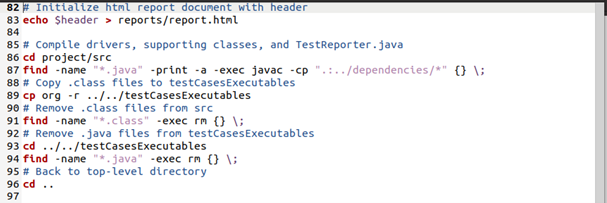 82 # Initialize html report document with header
83 echo $header > reports/report.html
84
85 # Compile drivers, supporting classes, and TestReporter.java
86 cd project/src
87 find -name "*.java" -print -a -exec javac -cp ".:../dependencies/*" {} \;
88 # Copy .class files to testCasesExecutables
89 cp org -r ../../testCasesExecutables
90 # Remove .class files from src
91 find -name "*.class" -exec rm {} \;
92 # Remove .java files from testCasesExecutables
93 cd ../../testCasesExecutables
94 find -name "*.java" -exec rm {} \;
95 # Back to top-level directory
96 cd ..
97